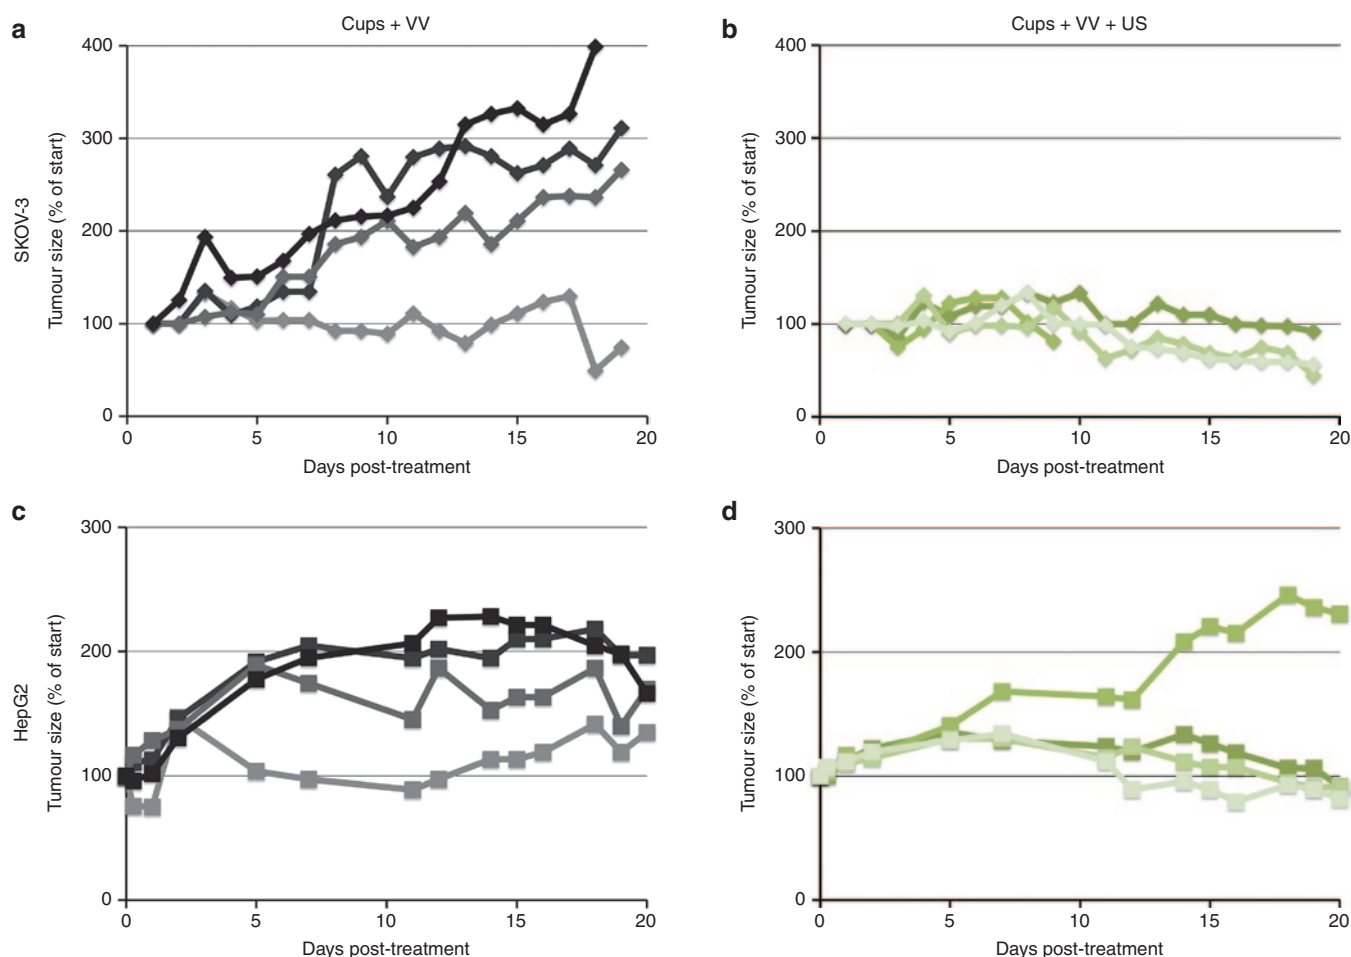 a
Cups + VV
400
300
200
100
0
0 5 10 15 20
Tumour size (% of start)
SKOV-3
Days post-treatment
b
Cups + VV + US
400
300
200
100
0
0 5 10 15 20
Tumour size (% of start)
Days post-treatment
c
300
200
100
0
0 5 10 15 20
Tumour size (% of start)
HepG2
Days post-treatment
d
300
200
100
0
0 5 10 15 20
Tumour size (% of start)
Days post-treatment